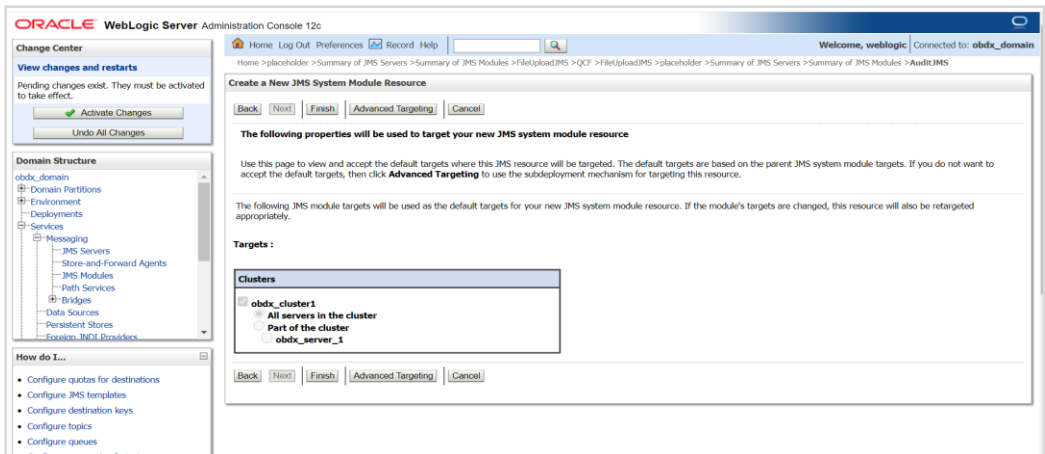 ORACLE WebLogic Server Administration Console 12c
Change Center
View changes and restarts
Pending changes exist. They must be activated
to take effect.
Activate Changes
Undo All Changes
Domain Structure
obdx_domain
Domain Partitions
Environment
Deployments
Services
Messaging
JMS Servers
Store-and-Forward Agents
JMS Modules
Path Services
Bridges
Data Sources
Persistent Stores
Foreign JNDI Providers
How do I...
Configure quotas for destinations
Configure JMS templates
Configure destination keys
Configure topics
Configure queues
Home Log Out Preferences Record Help
Welcome, weblogic Connected to: obdx_domain
Home >placeholder >Summary of JMS Servers >Summary of JMS Modules >FileUploadJMS >QCF >FileUploadJMS >placeholder >Summary of JMS Servers >Summary of JMS Modules >AuditJMS
Create a New JMS System Module Resource
Back Next Finish Advanced Targeting Cancel
The following properties will be used to target your new JMS system module resource
Use this page to view and accept the default targets where this JMS resource will be targeted. The default targets are based on the parent JMS system module targets. If you do not want to
accept the default targets, then click Advanced Targeting to use the subdeployment mechanism for targeting this resource.
The following JMS module targets will be used as the default targets for your new JMS system module resource. If the module's targets are changed, this resource will also be retargeted
appropriately.
Targets :
Clusters
obdx_cluster1
All servers in the cluster
Part of the cluster
obdx_server_1
Back Next Finish Advanced Targeting Cancel